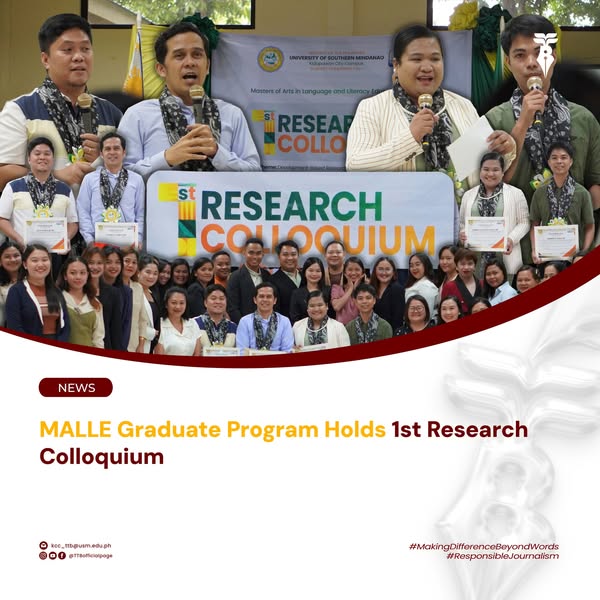 UNIVERSITY OF SOUTHERN MINDANAO
Kidapawan City Campus
Masters of Arts in Language and Literacy Edu
1st RESEARCH
COLLOQUIUM
1st RESEARCH
COLLOQUIUM
NEWS
MALLE Graduate Program Holds 1st Research
Colloquium
kcc_ttb@usm.edu.ph
@TTBofficialpage
#MakingDifferenceBeyondWords
#ResponsibleJournalism